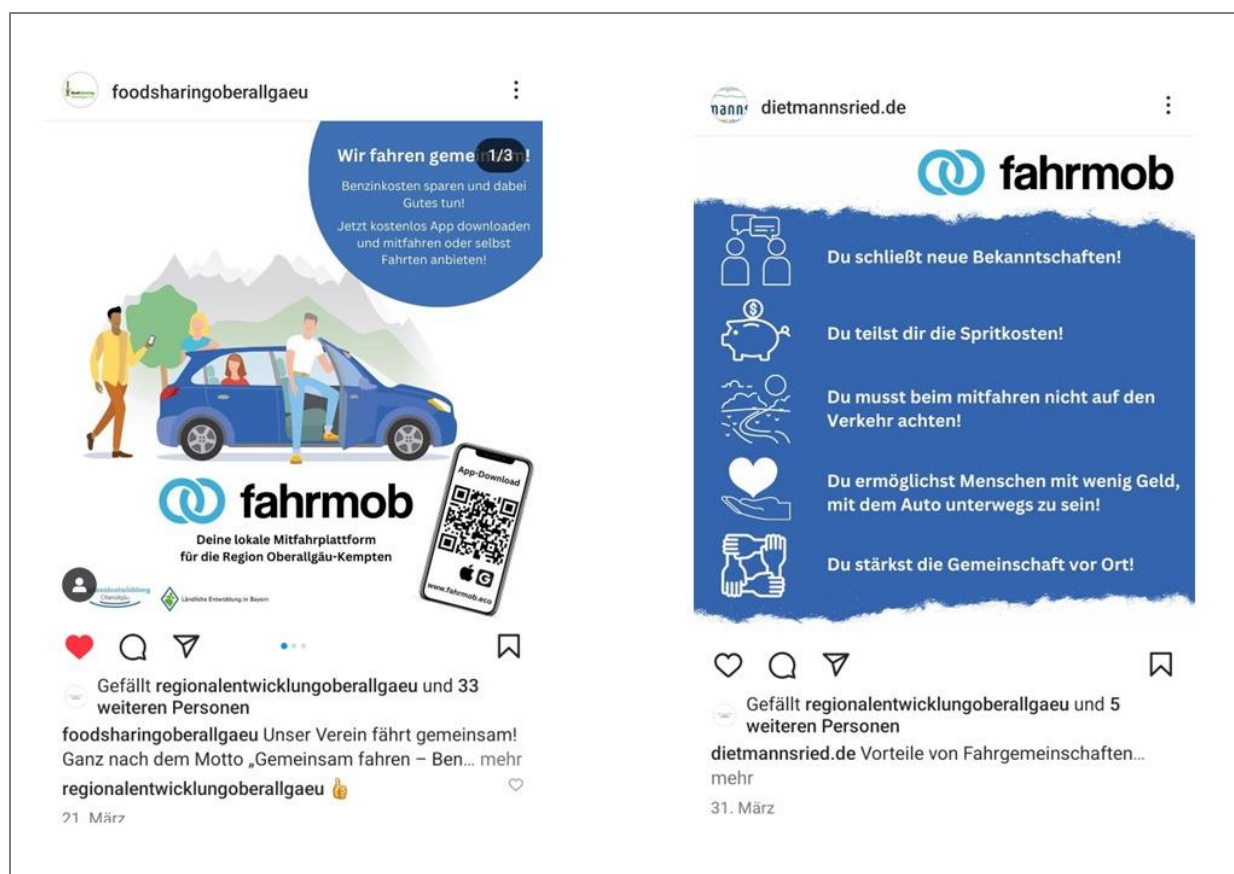 foodsharingoberallgaeu
Wir fahren gemeinsam!
1/3
Benzinkosten sparen und dabei
Gutes tun!
Jetzt kostenlos App downloaden
und mitfahren oder selbst
Fahrten anbieten!
App-Download
www.fahrmob.eco
fahrmob
Deine lokale Mitfahrplattform
für die Region Oberallgäu-Kempten
Oberallgäu
Ländliche Entwicklung in Bayern
Gefällt regionalentwicklungoberallgaeu und 33
weiteren Personen
foodsharingoberallgaeu Unser Verein fährt gemeinsam!
Ganz nach dem Motto „Gemeinsam fahren – Ben... mehr
regionalentwicklungoberallgaeu 👍
21. März
manns
dietmannsried.de
fahrmob
Du schließt neue Bekanntschaften!
Du teilst dir die Spritkosten!
Du musst beim mitfahren nicht auf den
Verkehr achten!
Du ermöglichst Menschen mit wenig Geld,
mit dem Auto unterwegs zu sein!
Du stärkst die Gemeinschaft vor Ort!
Gefällt regionalentwicklungoberallgaeu und 5
weiteren Personen
dietmannsried.de Vorteile von Fahrgemeinschaften...
mehr
31. März